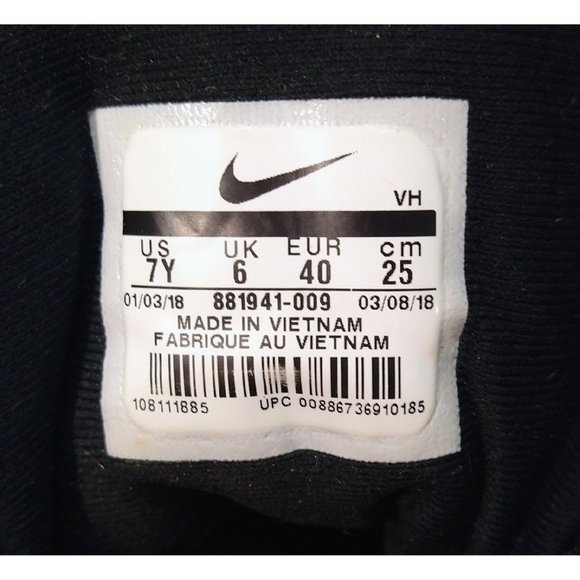 VH
US UK EUR cm
7Y 6 40 25
01/03/18 881941-009 03/08/18
MADE IN VIETNAM
FABRIQUE AU VIETNAM
108111885 UPC 00886736910185